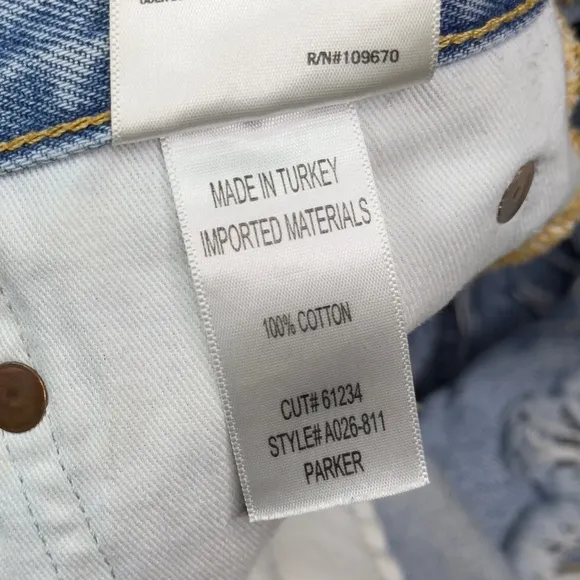 R/N#109670
MADE IN TURKEY
IMPORTED MATERIALS
100% COTTON
CUT# 61234
STYLE# A026-811
PARKER